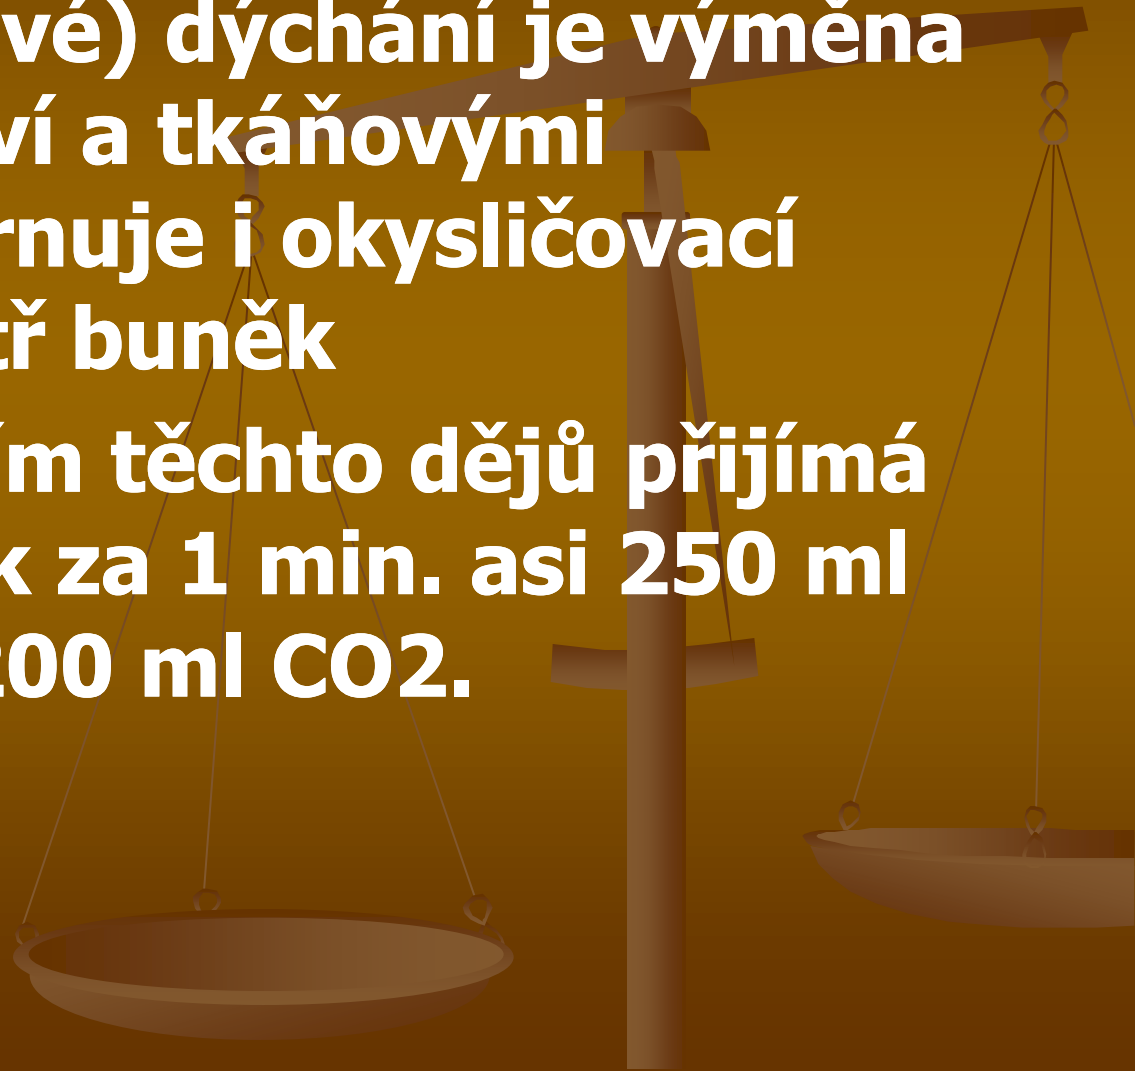 vé) dýchání je výměna
ví a tkáňovými
rnuje i okysličovací
tř buněk
ím těchto dějů přijímá
k za 1 min. asi 250 ml
200 ml CO2.